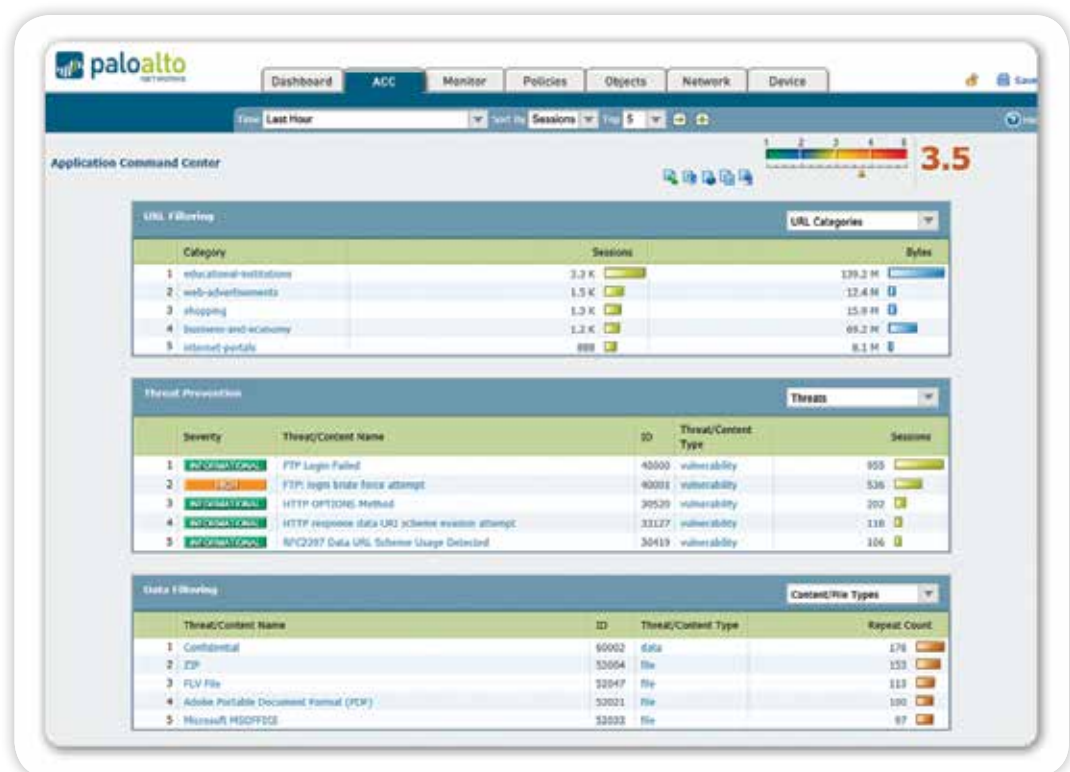 paloalto
NETWORKS
Dashboard ACC Monitor Policies Objects Network Device Save
Time Last Hour Sort By Sessions Top 5
Application Command Center 1 2 3 4 5 3.5
URL Filtering URL Categories
Category Sessions Bytes
1 educational-institutions 3.3 K 139.2 M
2 web-advertisements 1.5 K 12.4 M
3 shopping 1.3 K 15.9 M
4 business-and-economy 1.2 K 69.2 M
5 internet-portals 888 8.1 M
Threat Prevention Threats
Severity Threat/Content Name ID Threat/Content Type Sessions
1 INFORMATIONAL FTP Login Failed 40000 vulnerability 955
2 HIGH FTP: login brute force attempt 40001 vulnerability 536
3 INFORMATIONAL HTTP OPTIONS Method 30520 vulnerability 202
4 INFORMATIONAL HTTP response data URI scheme evasion attempt 33127 vulnerability 118
5 INFORMATIONAL RFC2397 Data URL Scheme Usage Detected 30419 vulnerability 106
Data Filtering Content/File Types
Threat/Content Name ID Threat/Content Type Repeat Count
1 Confidential 60002 data 176
2 ZIP 52004 file 153
3 FLV File 52047 file 113
4 Adobe Portable Document Format (PDF) 52021 file 100
5 Microsoft MSOFFICE 52033 file 97